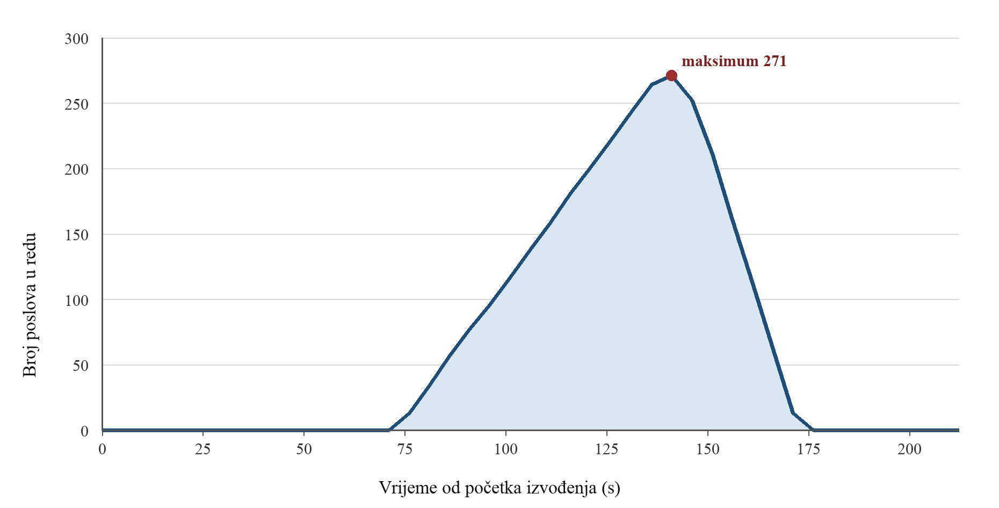 maksimum 271
300
250
200
150
100
50
0
Broj poslova u redu
0 25 50 75 100 125 150 175 200
Vrijeme od početka izvođenja (s)